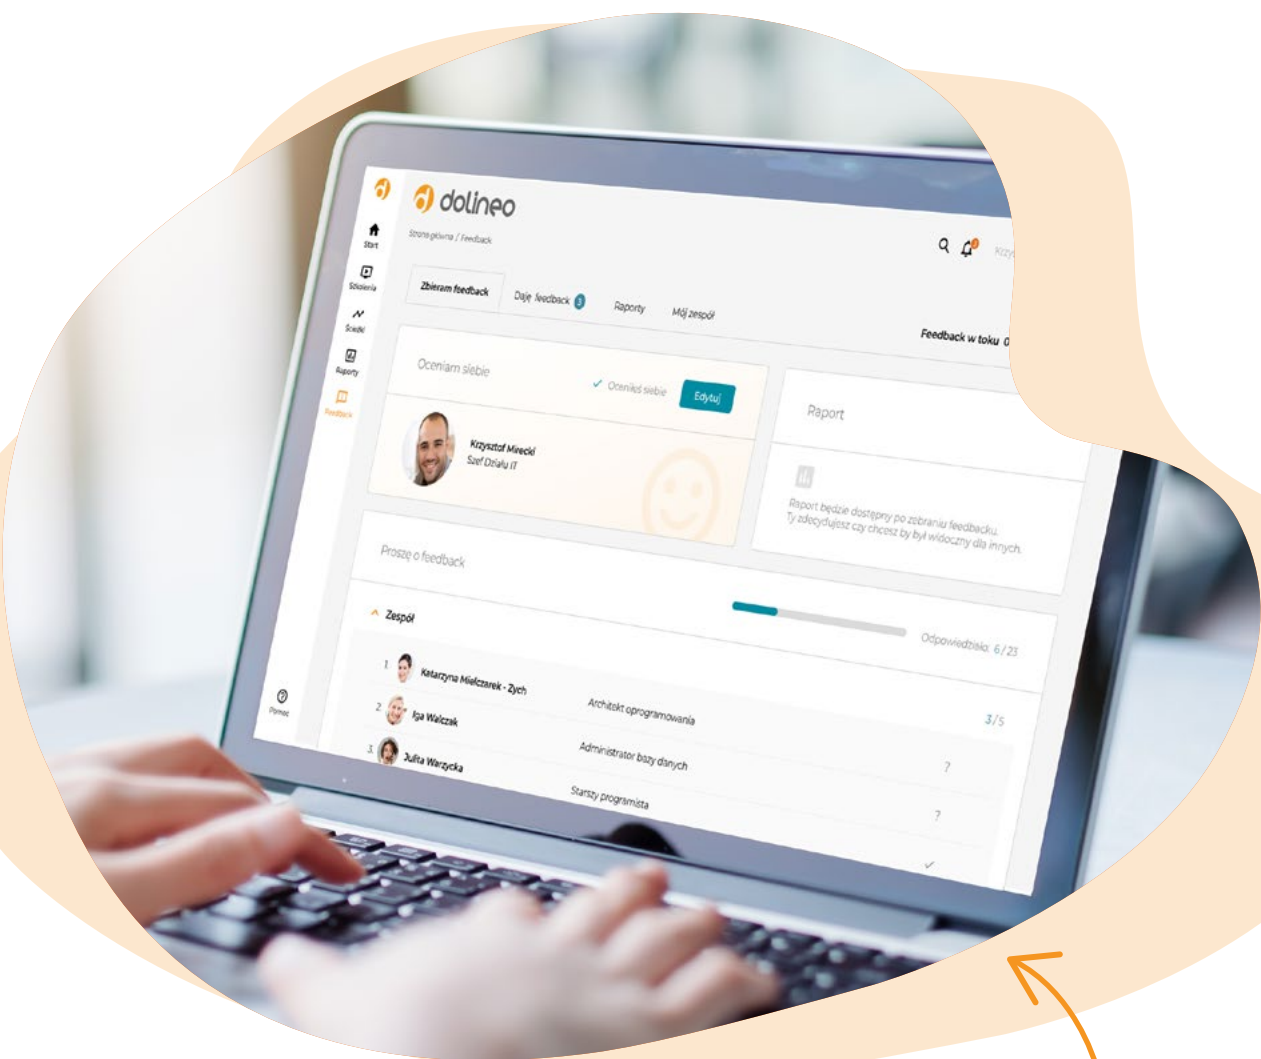 dolineo
Strona główna / Feedback
Start
Szkolenia
Ścieżki
Raporty
Feedback
Pomoc
Zbieram feedback
Daję feedback 3
Raporty
Mój zespół
Feedback w toku
Oceniam siebie
Oceniłeś siebie
Edytuj
Krzysztof Mirecki
Szef Działu IT
Raport
Raport będzie dostępny po zebraniu feedbacku.
Ty zdecydujesz czy chcesz by był widoczny dla innych.
Proszę o feedback
Odpowiedziało: 6/23
Zespół
3/5
1. Katarzyna Mielczarek - Zych Architekt oprogramowania ?
2. Iga Walczak Administrator bazy danych ?
3. Julita Warzycka Starszy programista